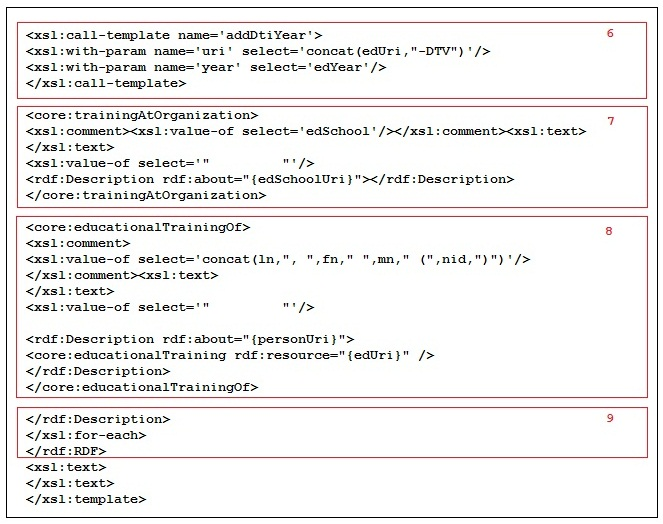 <xsl:call-template name='addDtiYear'> 6
<xsl:with-param name='uri' select='concat(edUri,"-DTV")'/>
<xsl:with-param name='year' select='edYear'/>
</xsl:call-template>
<core:trainingAtOrganization>
<xsl:comment><xsl:value-of select='edSchool'/></xsl:comment><xsl:text> 7
</xsl:text>
<xsl:value-of select='"         "'/>
<rdf:Description rdf:about="{edSchoolUri}"></rdf:Description>
</core:trainingAtOrganization>
<core:educationalTrainingOf> 8
<xsl:comment>
<xsl:value-of select='concat(ln,", ",fn," ",mn," (",nid,")")'/>
</xsl:comment><xsl:text>
</xsl:text>
<xsl:value-of select='"         "'/>
<rdf:Description rdf:about="{personUri}">
<core:educationalTraining rdf:resource="{edUri}" />
</rdf:Description>
</core:educationalTrainingOf>
</rdf:Description> 9
</xsl:for-each>
</rdf:RDF>
<xsl:text>
</xsl:text>
</xsl:template>